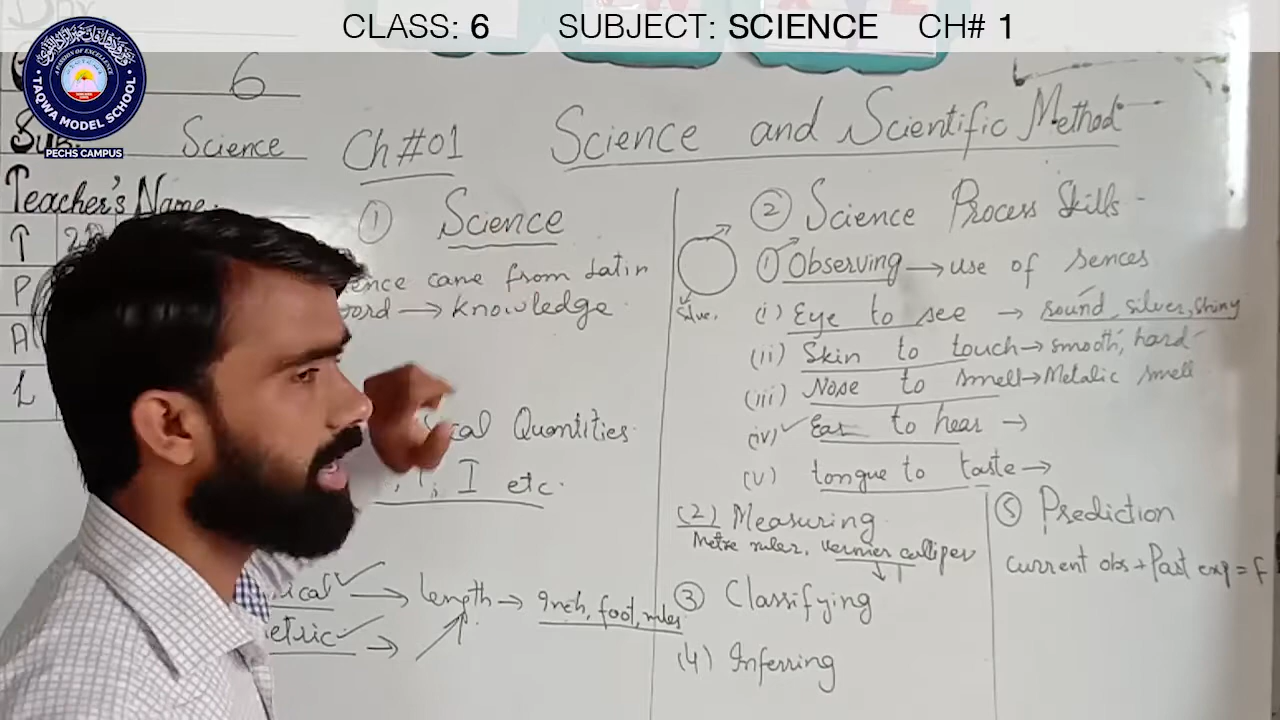 CLASS: 6 SUBJECT: SCIENCE CH# 1
TAQWA MODEL SCHOOL
PECHS CAMPUS
6
Sub: Science
Teacher's Name:
T
P
A
L
Ch#01 Science and Scientific Method
① Science
ence came from Latin
ord → knowledge
cal Quantities
, I etc.
ical → length → Inch, foot, miles
etric →
② Science Process Skills
① Observing → use of sences
(i) Eye to see → round, silver, shiny
(ii) Skin to touch → smooth, hard
(iii) Nose to smell → Metalic smell
(iv) Ear to hear →
(v) tongue to taste →
(2) Measuring
Metre ruler, vernier calliper
③ Classifying
(4) Inferring
⑤ Prediction
current obs + Past exp = F